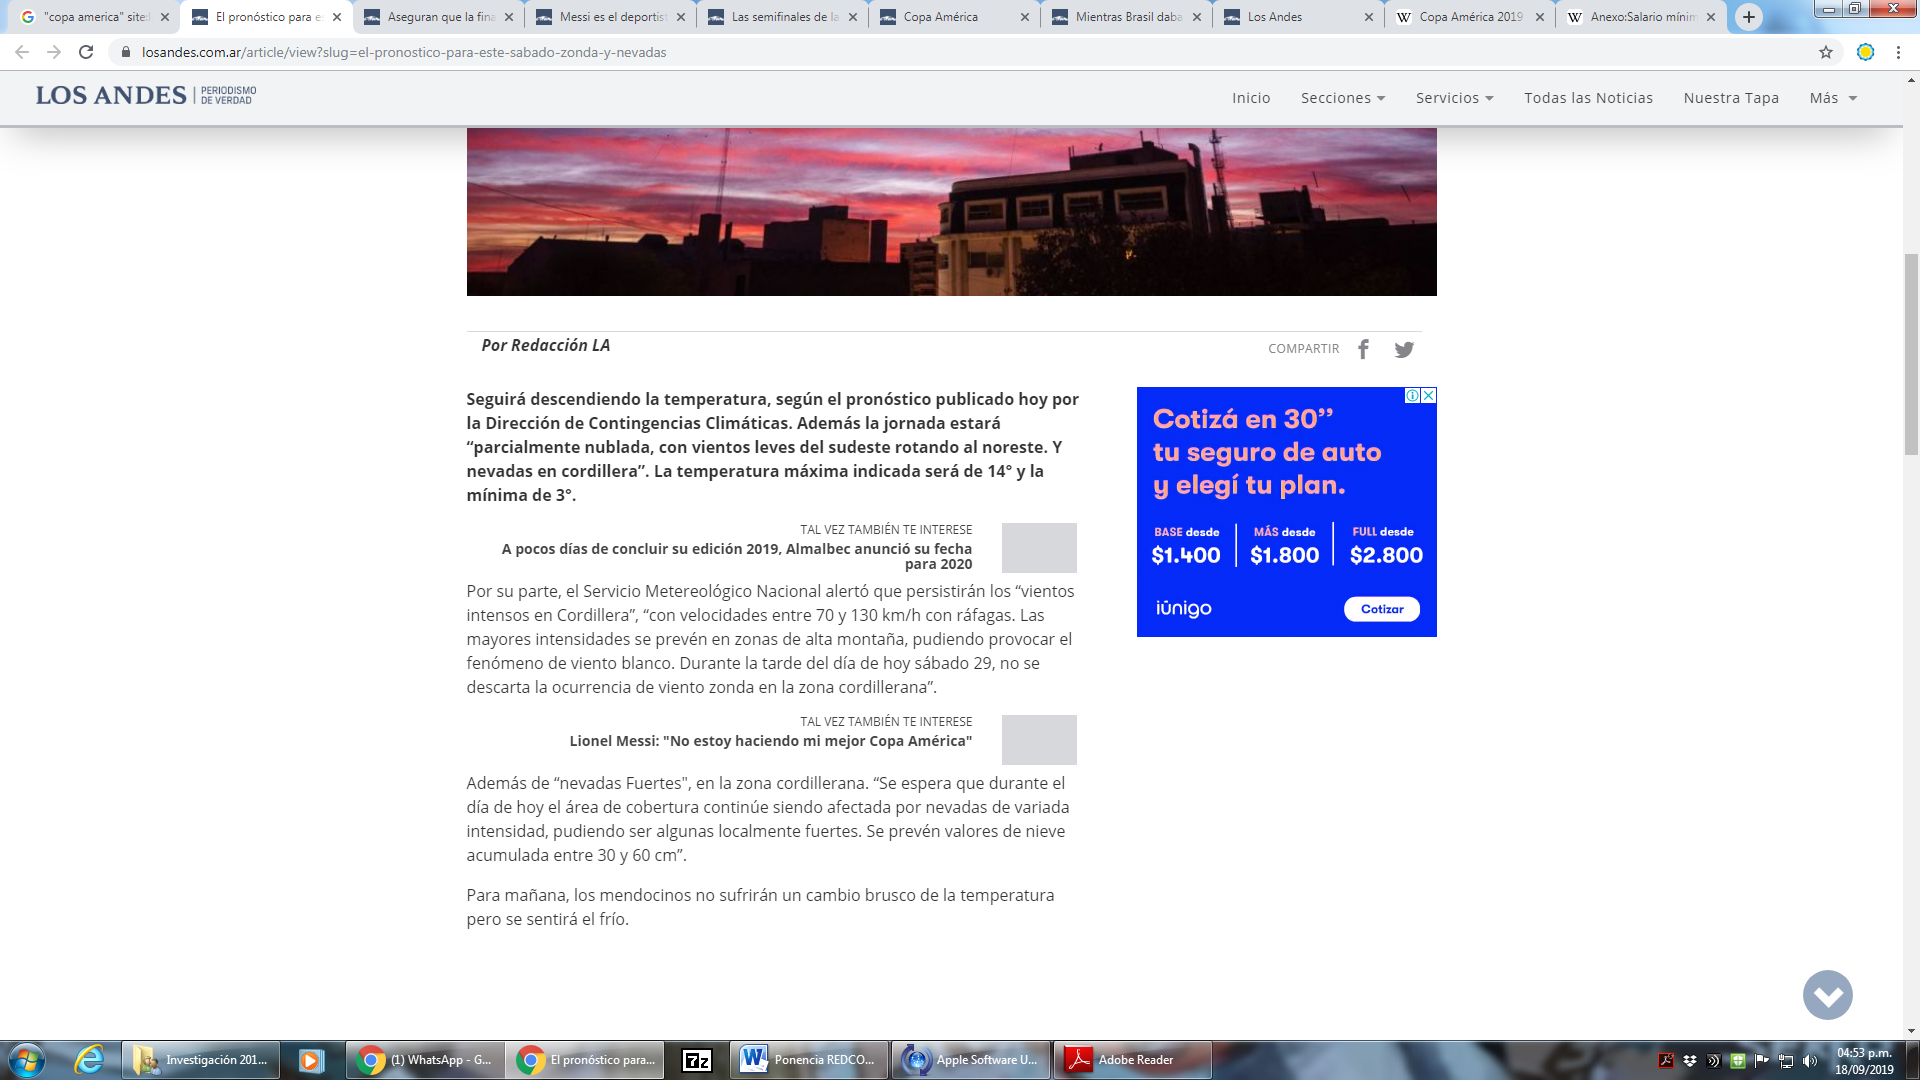 "copa america" site:
El pronóstico para e
Aseguran que la fina
Messi es el deportis
Las semifinales de la
Copa América
Mientras Brasil daba
Los Andes
Copa América 2019
Anexo:Salario mínim
losandes.com.ar/article/view?slug=el-pronostico-para-este-sabado-zonda-y-nevadas
LOS ANDES
PERIODISMO
DE VERDAD
Inicio
Secciones
Servicios
Todas las Noticias
Nuestra Tapa
Más
Por Redacción LA
COMPARTIR
Seguirá descendiendo la temperatura, según el pronóstico publicado hoy por
la Dirección de Contingencias Climáticas. Además la jornada estará
“parcialmente nublada, con vientos leves del sudeste rotando al noreste. Y
nevadas en cordillera”. La temperatura máxima indicada será de 14° y la
mínima de 3°.
TAL VEZ TAMBIÉN TE INTERESE
A pocos días de concluir su edición 2019, Almalbec anunció su fecha
para 2020
Por su parte, el Servicio Metereológico Nacional alertó que persistirán los “vientos
intensos en Cordillera”, “con velocidades entre 70 y 130 km/h con ráfagas. Las
mayores intensidades se prevén en zonas de alta montaña, pudiendo provocar el
fenómeno de viento blanco. Durante la tarde del día de hoy sábado 29, no se
descarta la ocurrencia de viento zonda en la zona cordillerana”.
TAL VEZ TAMBIÉN TE INTERESE
Lionel Messi: "No estoy haciendo mi mejor Copa América"
Además de “nevadas Fuertes", en la zona cordillerana. “Se espera que durante el
día de hoy el área de cobertura continúe siendo afectada por nevadas de variada
intensidad, pudiendo ser algunas localmente fuertes. Se prevén valores de nieve
acumulada entre 30 y 60 cm”.
Para mañana, los mendocinos no sufrirán un cambio brusco de la temperatura
pero se sentirá el frío.
Cotizá en 30’’
tu seguro de auto
y elegí tu plan.
BASE desde
$1.400
MÁS desde
$1.800
FULL desde
$2.800
iúnigo
Cotizar
Investigación 201...
(1) WhatsApp - G...
El pronóstico para...
7z
Ponencia REDCO...
Apple Software U...
Adobe Reader
04:53 p.m.
18/09/2019